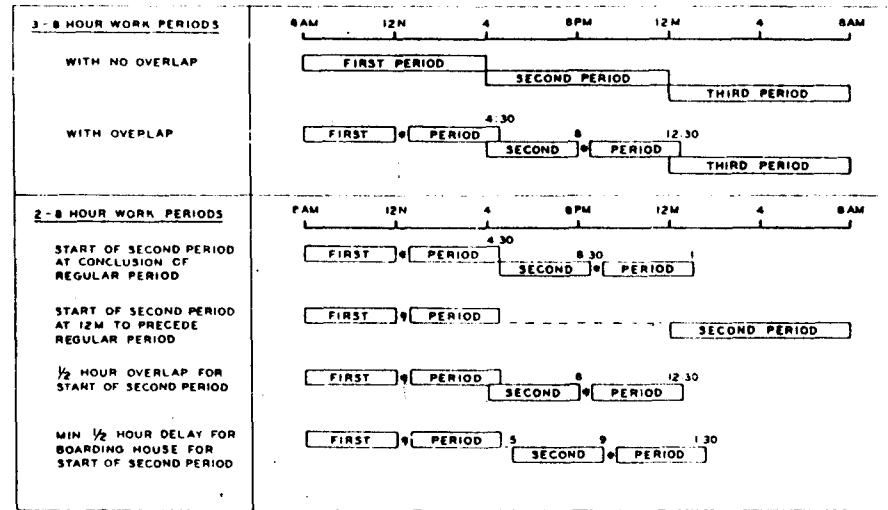 3 - 8 HOUR WORK PERIODS
8 AM 12N 4 8PM 12M 4 8AM
WITH NO OVERLAP
FIRST PERIOD
SECOND PERIOD
THIRD PERIOD
4:30
WITH OVEPLAP
FIRST PERIOD
8 12:30
SECOND PERIOD
THIRD PERIOD
2 - 8 HOUR WORK PERIODS
8 AM 12N 4 8PM 12M 4 8AM
START OF SECOND PERIOD
AT CONCLUSION OF
REGULAR PERIOD
4 30
FIRST PERIOD
8 30 1
SECOND PERIOD
START OF SECOND PERIOD
AT 12M TO PRECEDE
REGULAR PERIOD
FIRST PERIOD
SECOND PERIOD
½ HOUR OVERLAP FOR
START OF SECOND PERIOD
FIRST PERIOD
8 12:30
SECOND PERIOD
MIN ½ HOUR DELAY FOR
BOARDING HOUSE FOR
START OF SECOND PERIOD
FIRST PERIOD
5 9 1 30
SECOND PERIOD